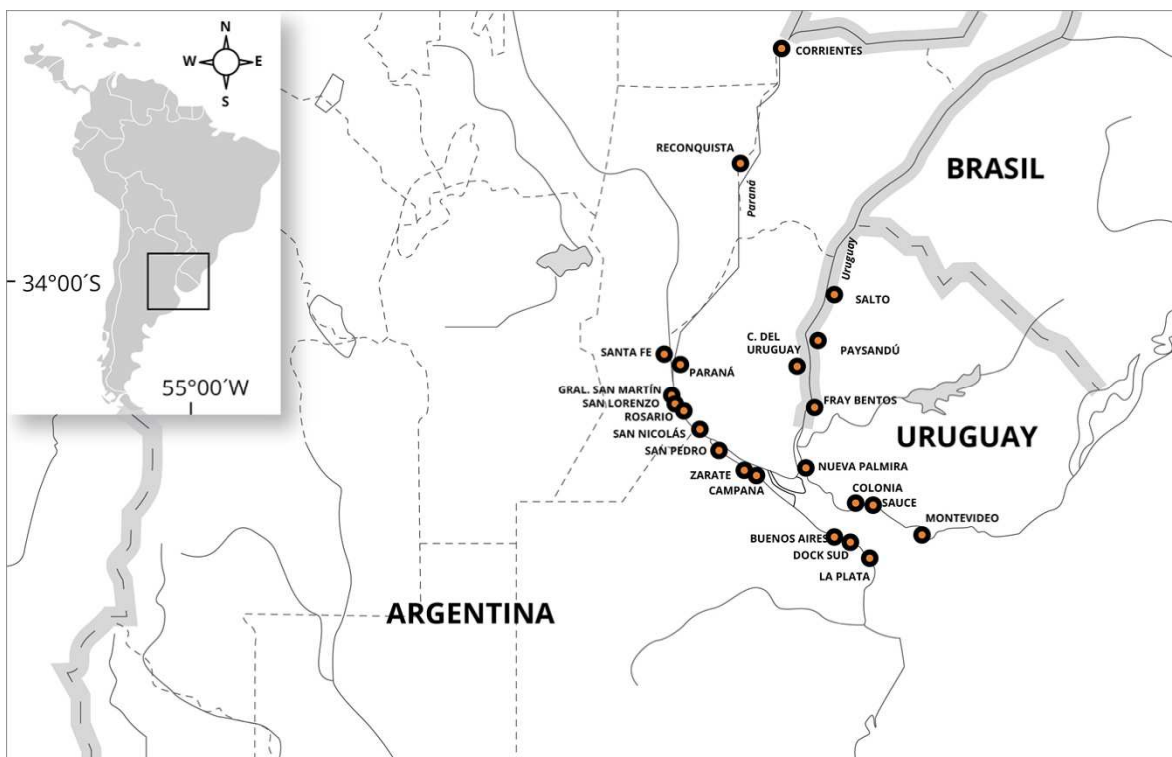 N
W
E
S
34°00´S
55°00´W
CORRIENTES
RECONQUISTA
Paraná
BRASIL
Uruguay
SALTO
C. DEL
URUGUAY
PAYSANDÚ
SANTA FE
PARANÁ
GRAL. SAN MARTÍN
SAN LORENZO
ROSARIO
FRAY BENTOS
SAN NICOLÁS
URUGUAY
SAN PEDRO
ZARATE
CAMPANA
NUEVA PALMIRA
COLONIA
SAUCE
MONTEVIDEO
BUENOS AIRES
DOCK SUD
LA PLATA
ARGENTINA